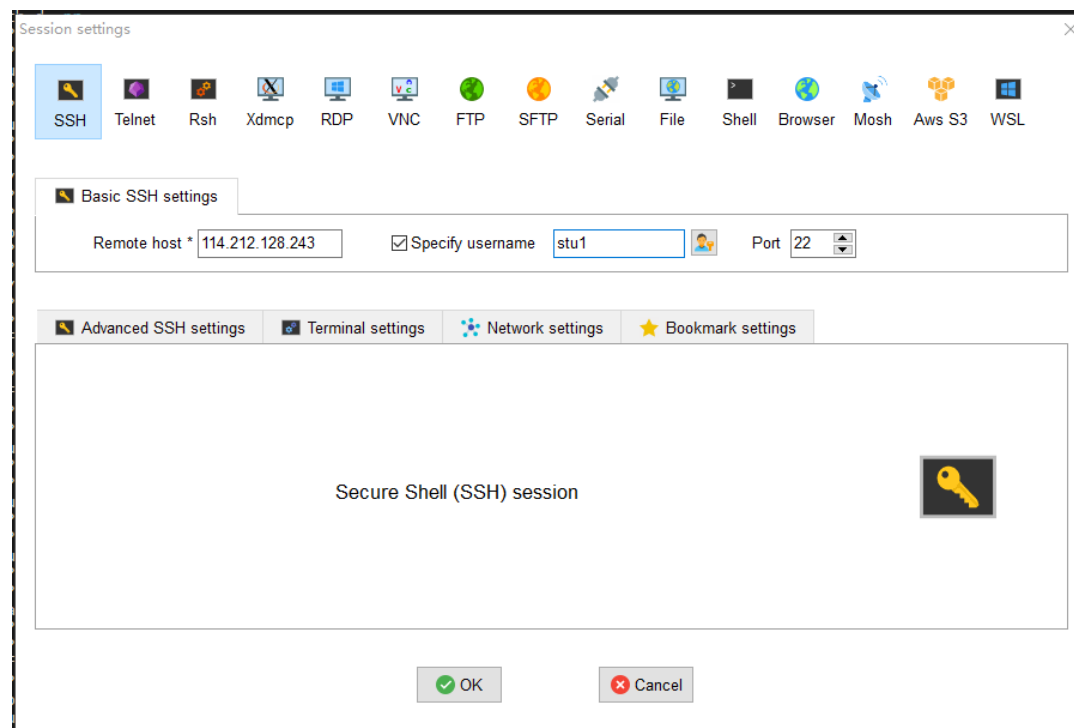 Session settings
SSH Telnet Rsh Xdmcp RDP VNC FTP SFTP Serial File Shell Browser Mosh Aws S3 WSL
Basic SSH settings
Remote host * 114.212.128.243 Specify username stu1 Port 22
Advanced SSH settings Terminal settings Network settings Bookmark settings
Secure Shell (SSH) session
OK Cancel